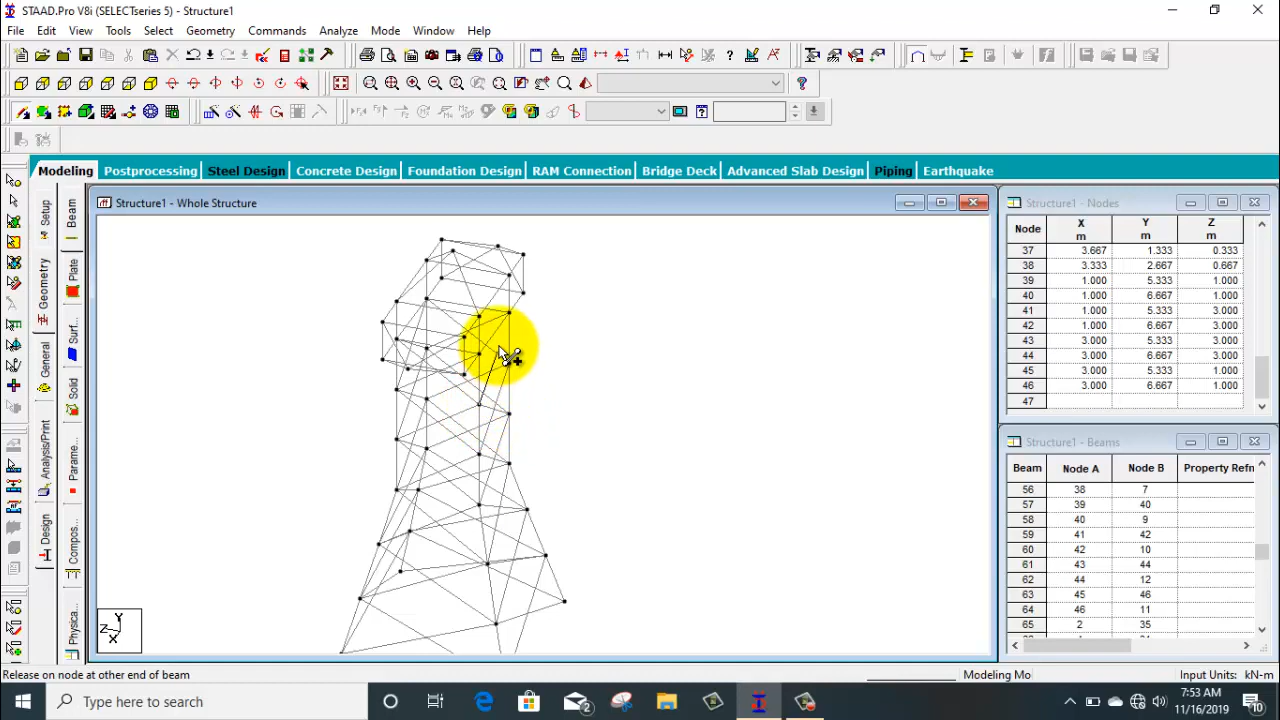 STAAD.Pro V8i (SELECTseries 5) - Structure1
File Edit View Tools Select Geometry Commands Analyze Mode Window Help
Modeling Postprocessing Steel Design Concrete Design Foundation Design RAM Connection Bridge Deck Advanced Slab Design Piping Earthquake
Setup
Geometry
General
Analysis/Print
Design
Beam
Plate
Surf...
Solid
Parame...
Compos...
Physica...
Structure1 - Whole Structure
Y
Z
X
Structure1 - Nodes
Node X m Y m Z m
37 3.667 1.333 0.333
38 3.333 2.667 0.667
39 1.000 5.333 1.000
40 1.000 6.667 1.000
41 1.000 5.333 3.000
42 1.000 6.667 3.000
43 3.000 5.333 3.000
44 3.000 6.667 3.000
45 3.000 5.333 1.000
46 3.000 6.667 1.000
47
Structure1 - Beams
Beam Node A Node B Property Refn
56 38 7
57 39 40
58 40 9
59 41 42
60 42 10
61 43 44
62 44 12
63 45 46
64 46 11
65 2 35
Release on node at other end of beam
Modeling Mo
Input Units: kN-m
Type here to search
2
7:53 AM
11/16/2019
10